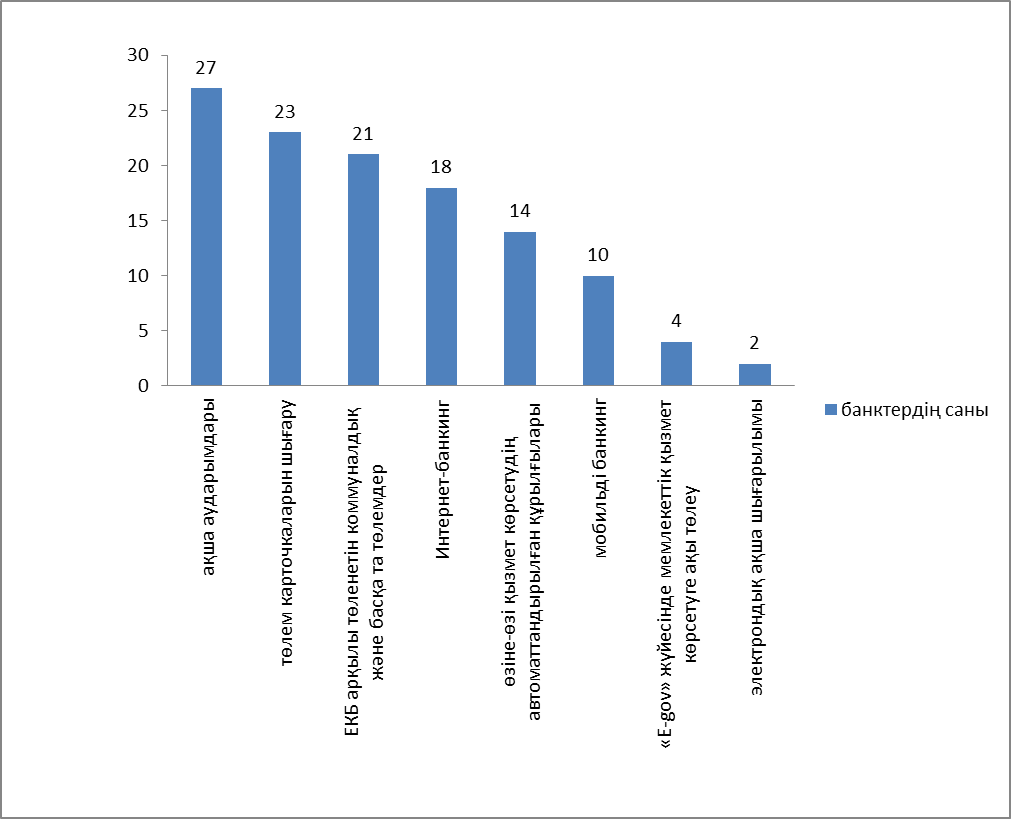 30
25
20
15
10
5
0
27
23
21
18
14
10
4
2
ақша аударымдары
төлем карточкаларын шығару
ЕКБ арқылы төленетін коммуналдық
және басқа та төлемдер
Интернет-банкинг
өзіне-өзі қызмет көрсетудің
автоматтандырылған құрылғылары
мобильді банкинг
«E-gov» жүйесінде мемлекеттік қызмет
көрсетуге ақы төлеу
электрондық ақша шығарылымы
банктердің саны